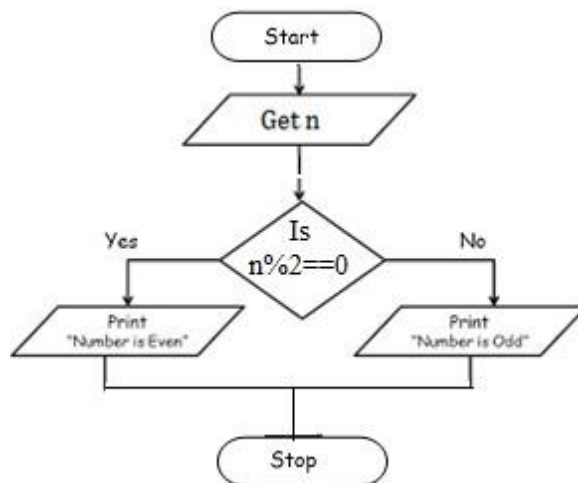 Start
Get n
Is
n%2==0
Yes
No
Print
"Number is Even"
Print
"Number is Odd"
Stop